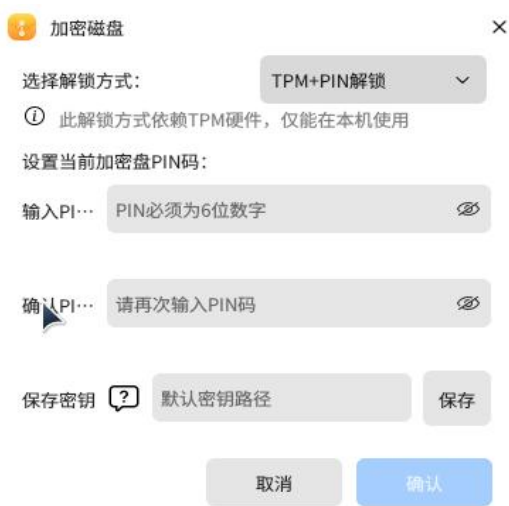 加密磁盘
选择解锁方式：
TPM+PIN解锁
此解锁方式依赖TPM硬件，仅能在本机使用
设置当前加密盘PIN码：
输入PI…
PIN必须为6位数字
确认PI…
请再次输入PIN码
保存密钥
默认密钥路径
保存
取消
确认